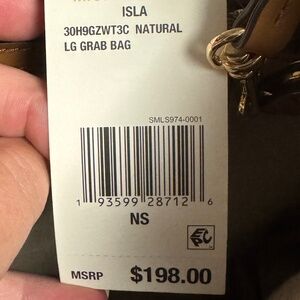 ISLA
30H9GZWT3C NATURAL
LG GRAB BAG
SMLS974-0001
1 93599 28712 6
NS
MSRP $198.00